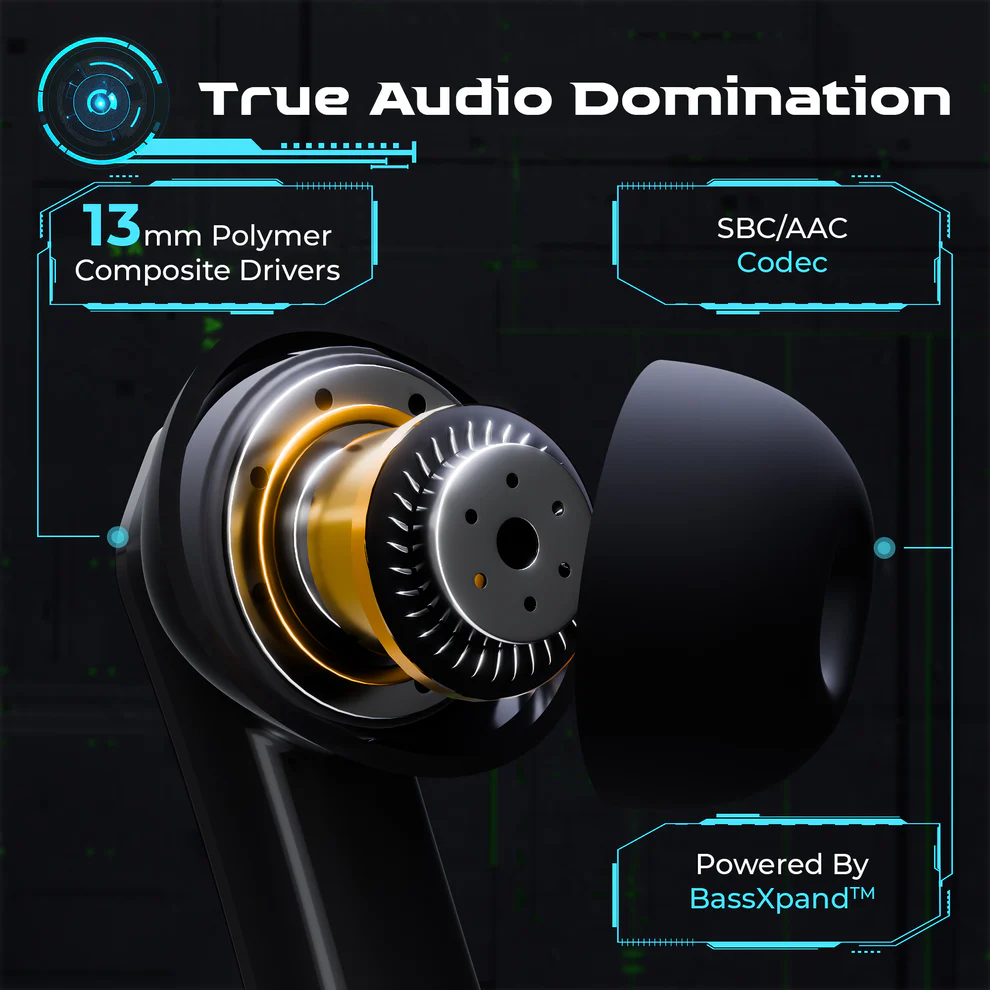 True Audio Domination
13mm Polymer
Composite Drivers
SBC/AAC
Codec
Powered By
BassXpand™